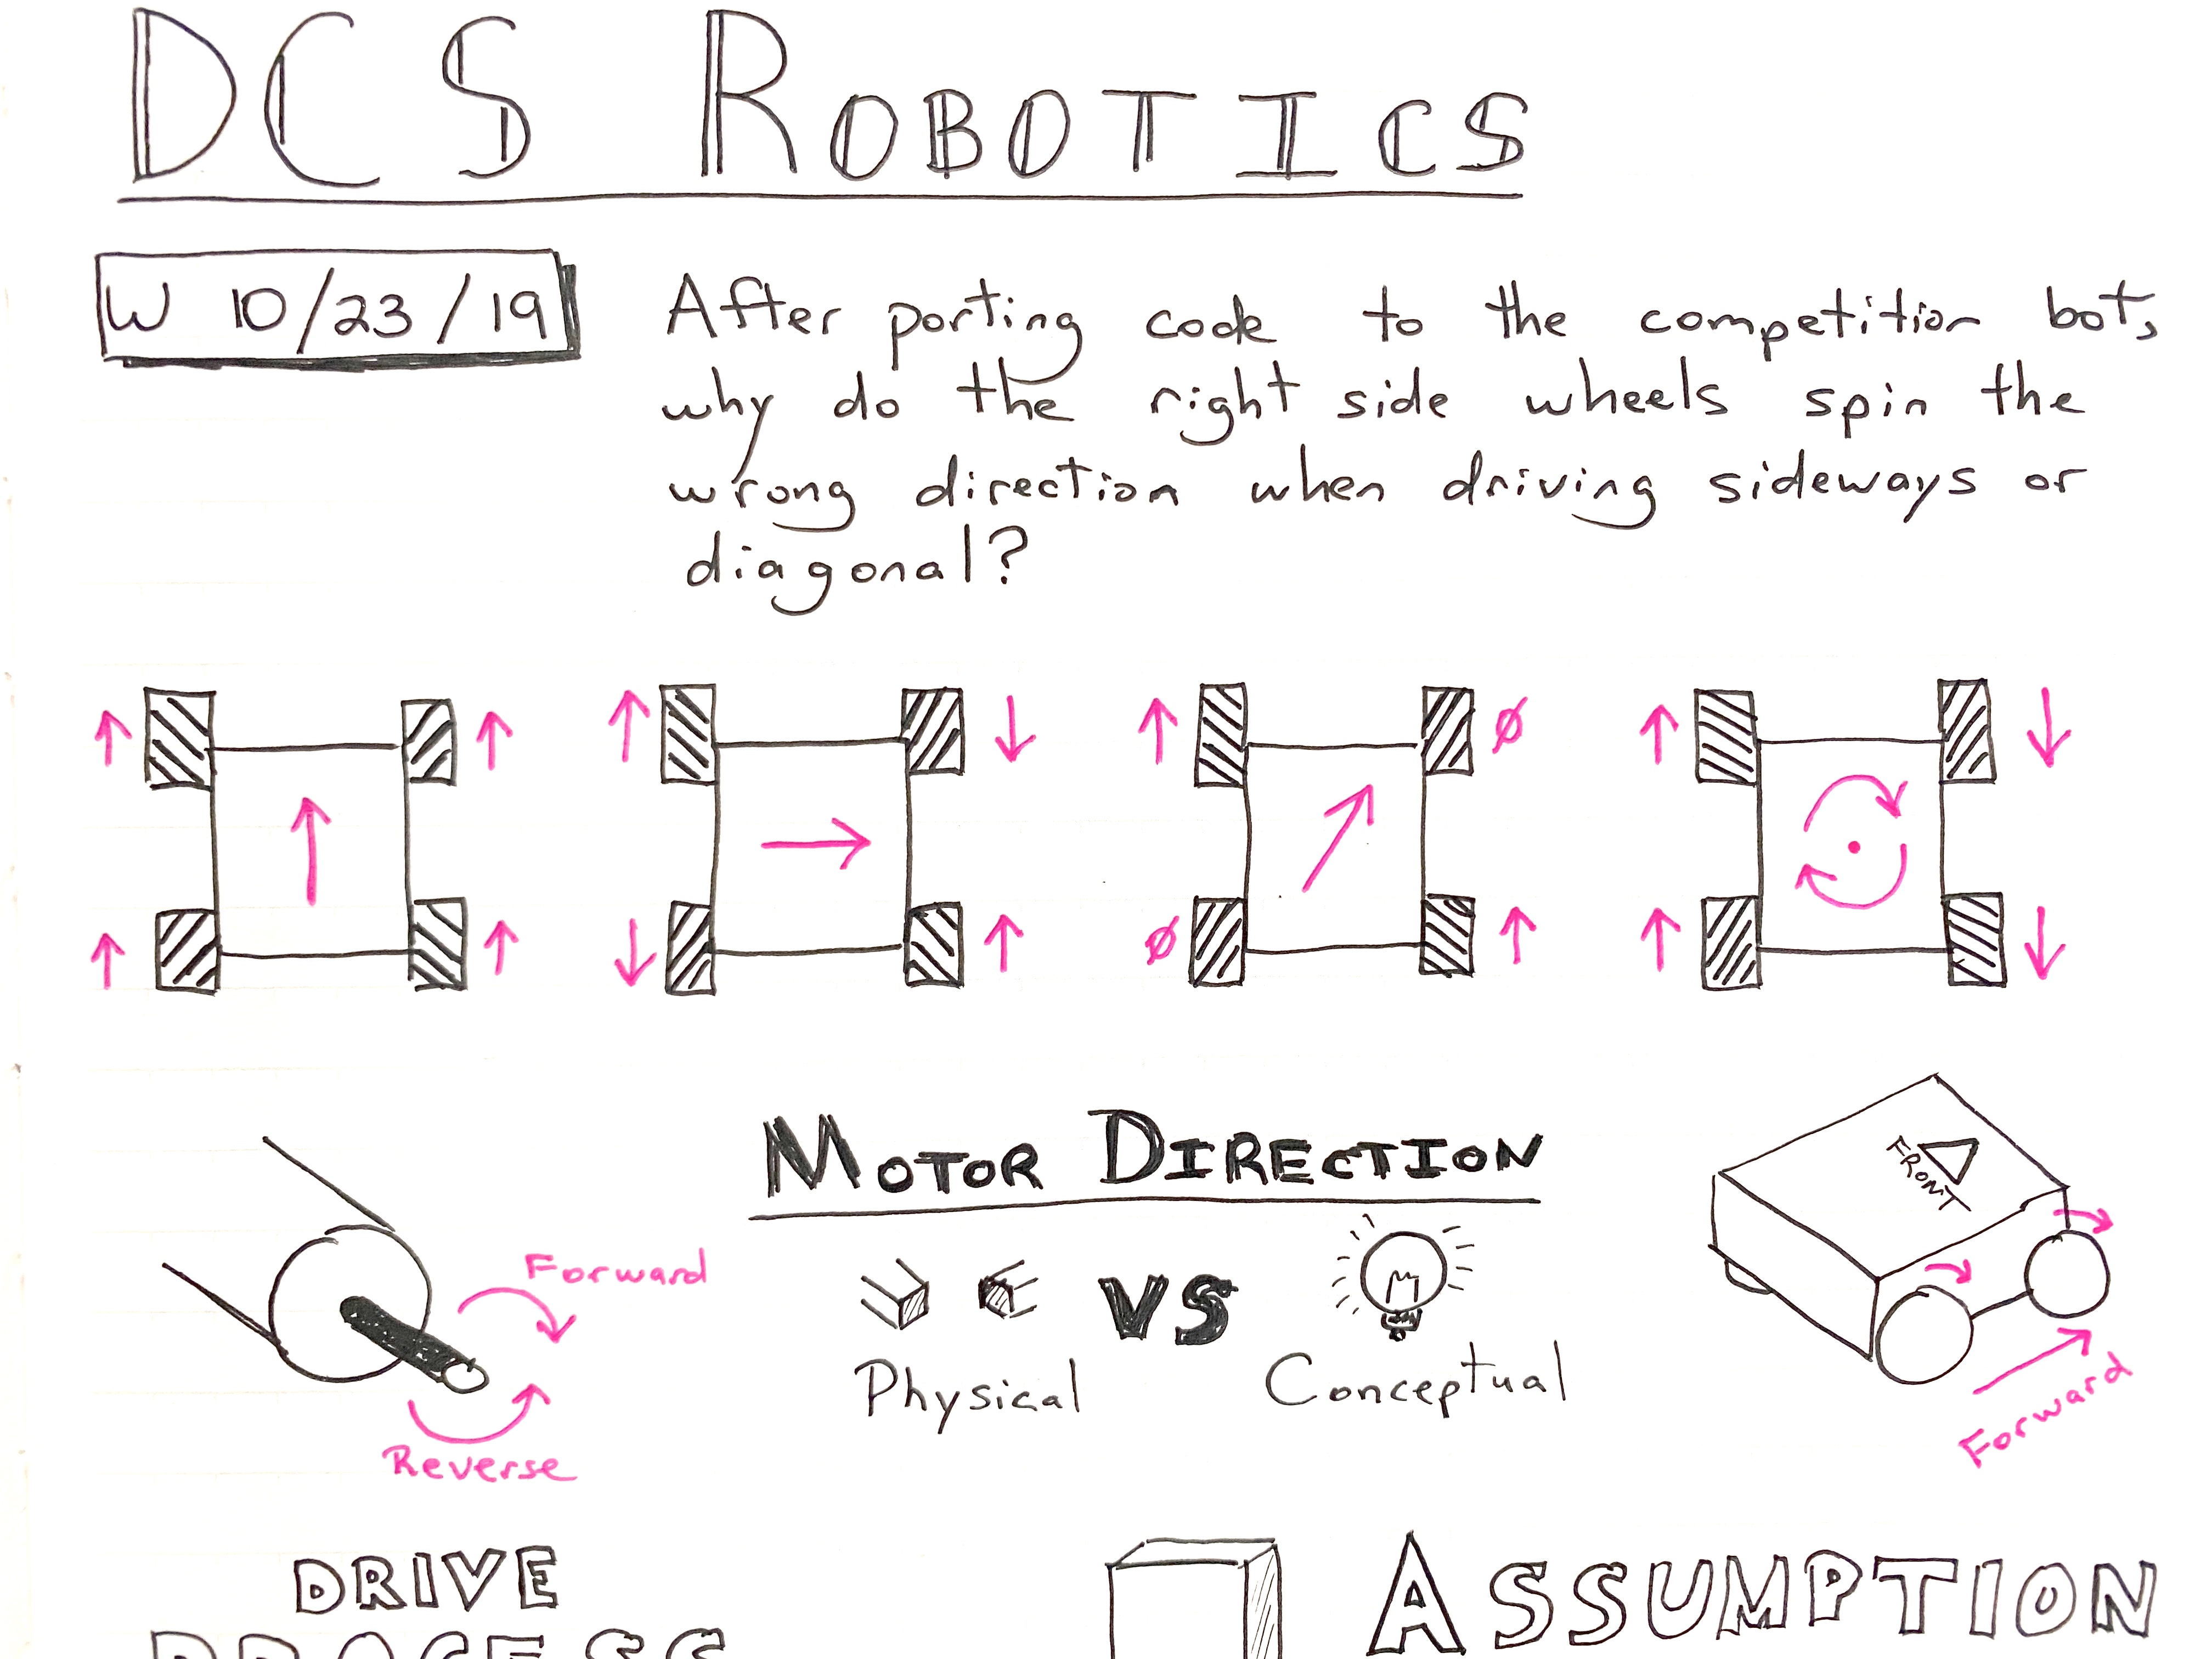 DCS ROBOTICS
W 10/23/19
After porting code to the competition bot,
why do the right side wheels spin the
wrong direction when driving sideways or
diagonal?
Ø
Ø
MOTOR DIRECTION
FRONT
Forward
VS
Physical
Conceptual
Forward
Reverse
DRIVE
PROCESS
ASSUMPTION